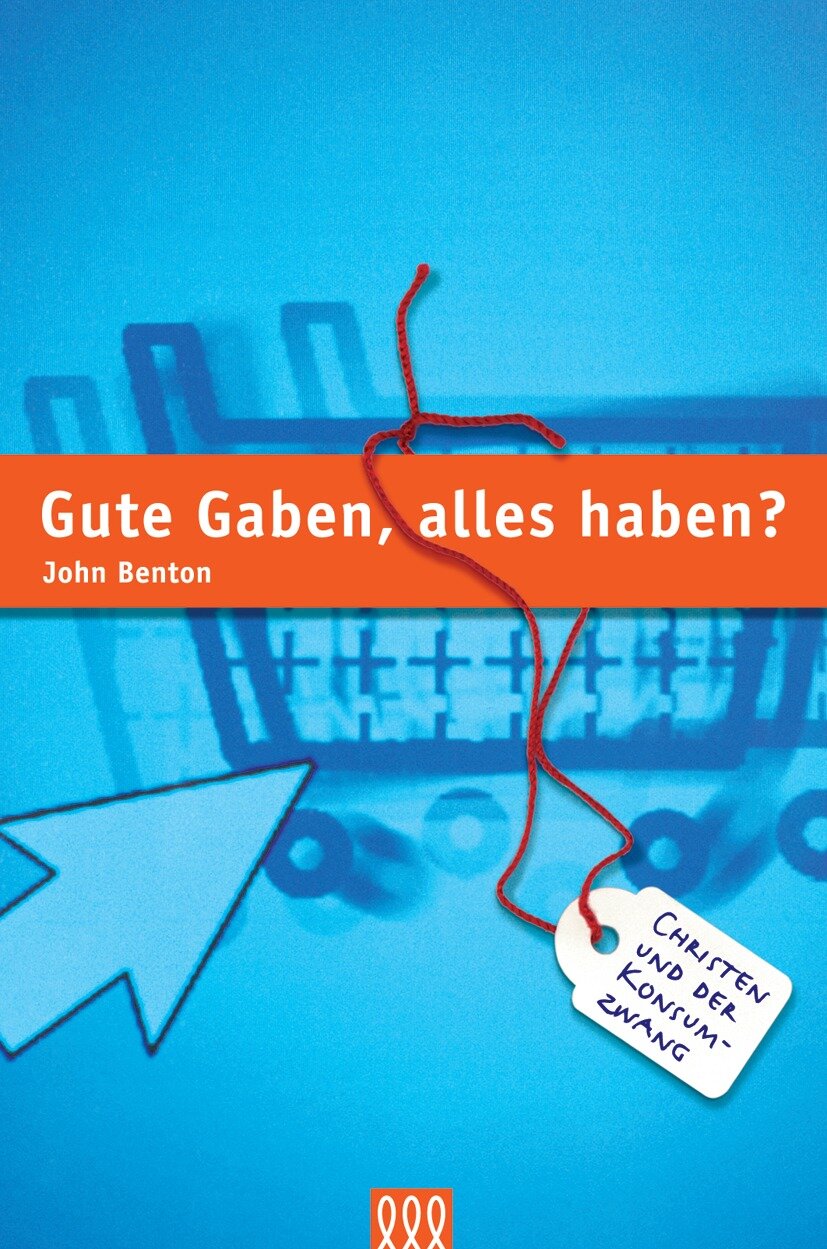 Gute Gaben, alles haben?
John Benton
CHRISTEN
UND DER
KONSUM-
ZWANG